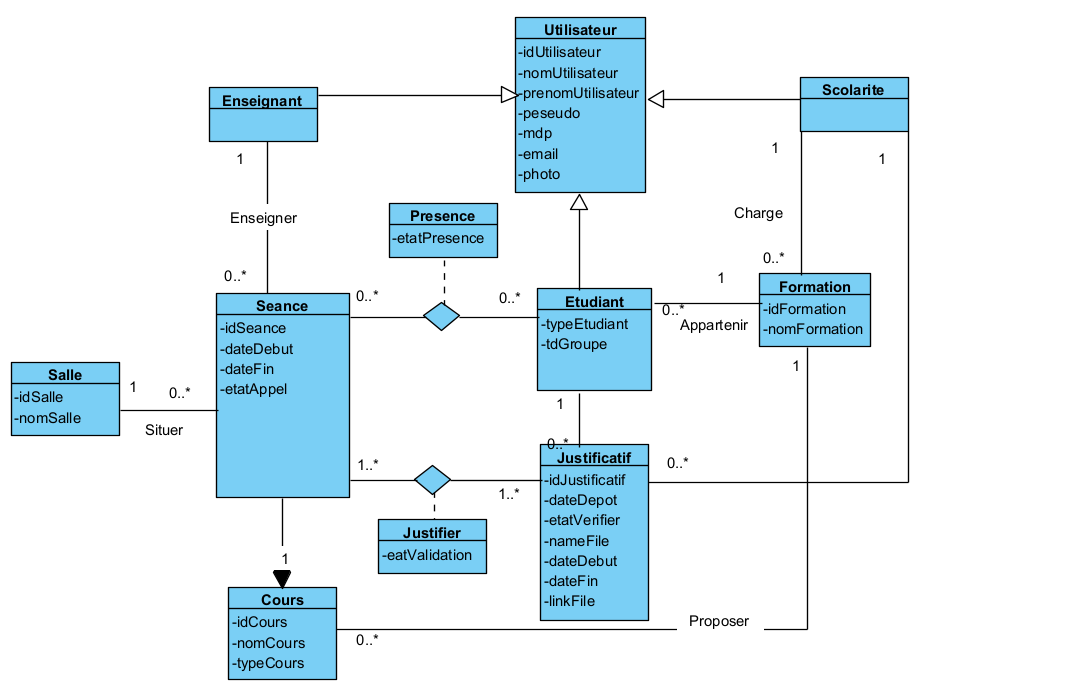 Utilisateur
-idUtilisateur
-nomUtilisateur
-prenomUtilisateur
-peseudo
-mdp
-email
-photo
Enseignant
Scolarite
1
1
1
Enseigner
Charge
0..*
0..*
Presence
-etatPresence
0..*
0..*
Seance
-idSeance
-dateDebut
-dateFin
-etatAppel
Etudiant
-typeEtudiant
-tdGroupe
1
0..*
Appartenir
Formation
-idFormation
-nomFormation
1
Salle
-idSalle
-nomSalle
1
0..*
Situer
1
0..*
1..*
1..*
Justifier
-eatValidation
Justificatif
-idJustificatif
-dateDepot
-etatVerifier
-nameFile
-dateDebut
-dateFin
-linkFile
0..*
1
Cours
-idCours
-nomCours
-typeCours
0..*
Proposer